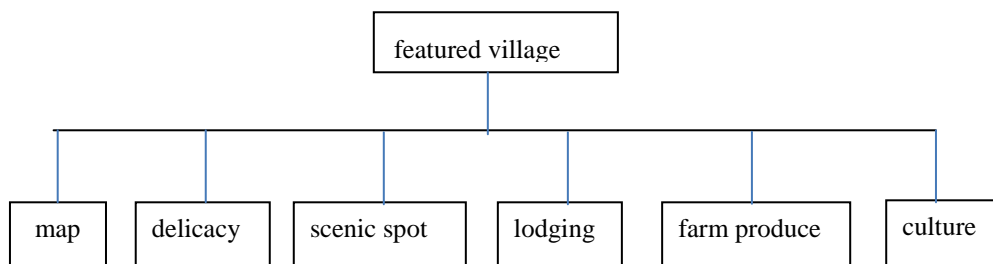 featured village
map
delicacy
scenic spot
lodging
farm produce
culture